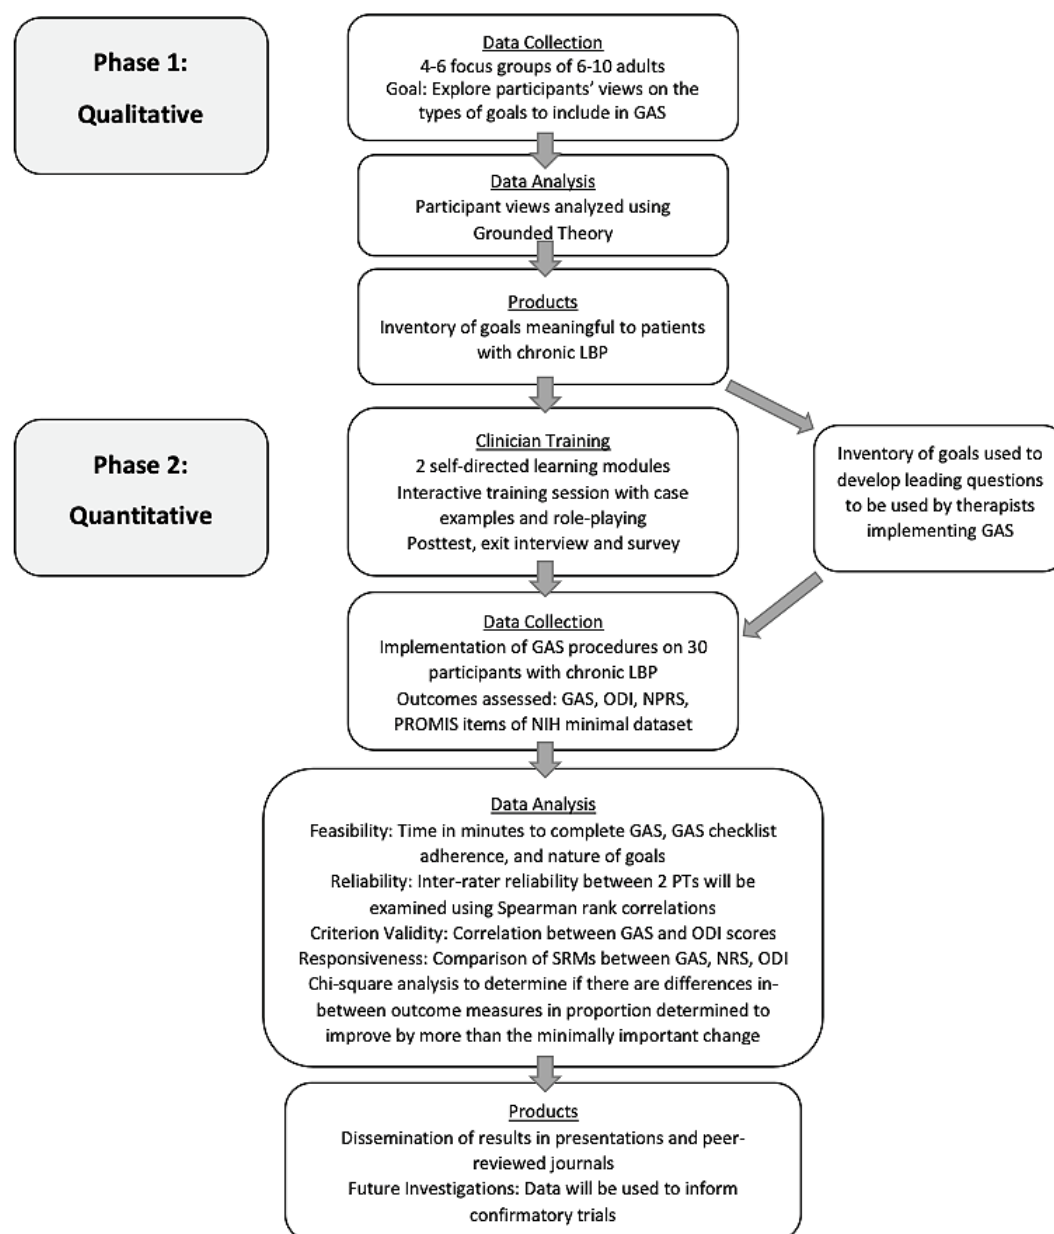 Phase 1:
Qualitative
Data Collection
4-6 focus groups of 6-10 adults
Goal: Explore participants' views on the
types of goals to include in GAS
Data Analysis
Participant views analyzed using
Grounded Theory
Products
Inventory of goals meaningful to patients
with chronic LBP
Phase 2:
Quantitative
Clinician Training
2 self-directed learning modules
Interactive training session with case
examples and role-playing
Posttest, exit interview and survey
Inventory of goals used to
develop leading questions
to be used by therapists
implementing GAS
Data Collection
Implementation of GAS procedures on 30
participants with chronic LBP
Outcomes assessed: GAS, ODI, NPRS,
PROMIS items of NIH minimal dataset
Data Analysis
Feasibility: Time in minutes to complete GAS, GAS checklist
adherence, and nature of goals
Reliability: Inter-rater reliability between 2 PTs will be
examined using Spearman rank correlations
Criterion Validity: Correlation between GAS and ODI scores
Responsiveness: Comparison of SRMs between GAS, NRS, ODI
Chi-square analysis to determine if there are differences in-
between outcome measures in proportion determined to
improve by more than the minimally important change
Products
Dissemination of results in presentations and peer-
reviewed journals
Future Investigations: Data will be used to inform
confirmatory trials